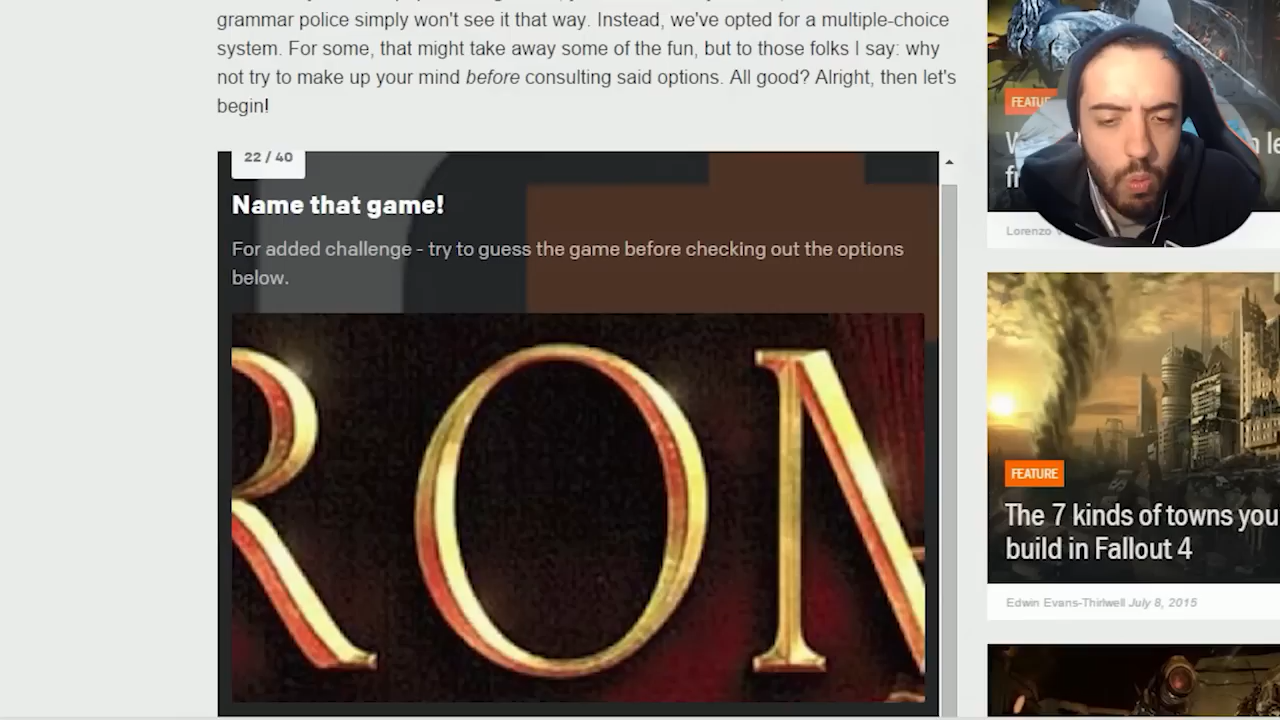 grammar police simply won't see it that way. Instead, we've opted for a multiple-choice
system. For some, that might take away some of the fun, but to those folks I say: why
not try to make up your mind before consulting said options. All good? Alright, then let's
begin!
22 / 40
Name that game!
For added challenge - try to guess the game before checking out the options
below.
RO
FEATU
W
fr
Lorenzo
FEATURE
The 7 kinds of towns you
build in Fallout 4
Edwin Evans-Thirlwell July 8, 2015